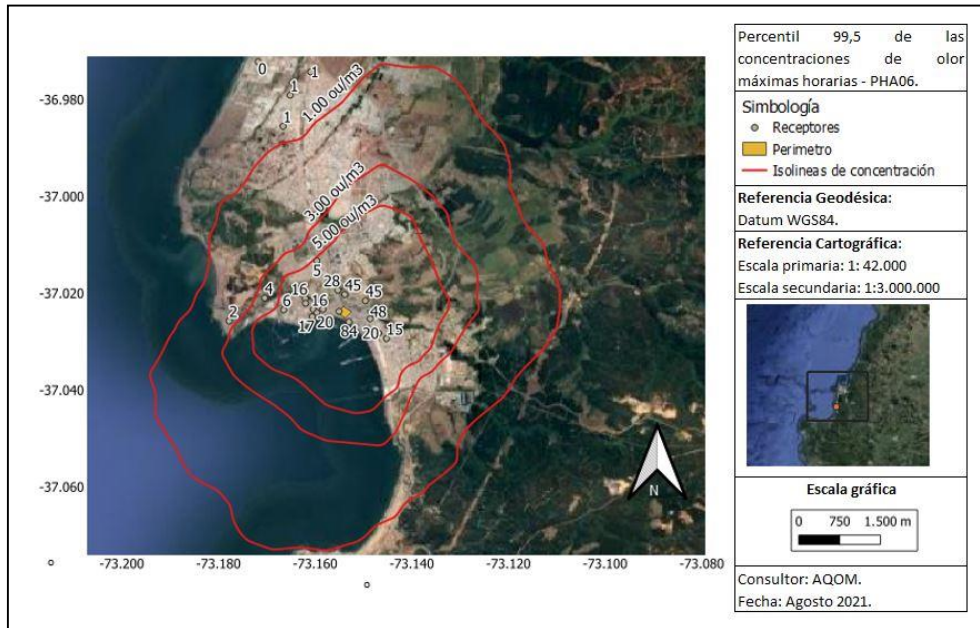 Percentil 99,5 de las
concentraciones de olor
máximas horarias - PHA06.
Simbología
Receptores
Perimetro
Isolineas de concentración
Referencia Geodésica:
Datum WGS84.
Referencia Cartográfica:
Escala primaria: 1: 42.000
Escala secundaria: 1:3.000.000
Escala gráfica
0 750 1.500 m
Consultor: AQOM.
Fecha: Agosto 2021.
-36.980
-37.000
-37.020
-37.040
-37.060
-73.200 -73.180 -73.160 -73.140 -73.120 -73.100 -73.080
1.00 ou/m3
3.00 ou/m3
5.00 ou/m3
0
1
1
1
5
4
16
28
45
45
2
6
16
48
17
20
84
20
15
N